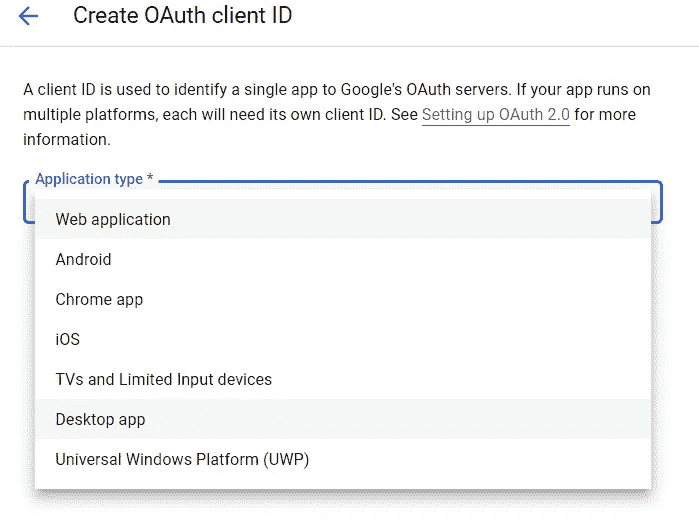 Create OAuth client ID
A client ID is used to identify a single app to Google's OAuth servers. If your app runs on
multiple platforms, each will need its own client ID. See Setting up OAuth 2.0 for more
information.
Application type *
Web application
Android
Chrome app
iOS
TVs and Limited Input devices
Desktop app
Universal Windows Platform (UWP)